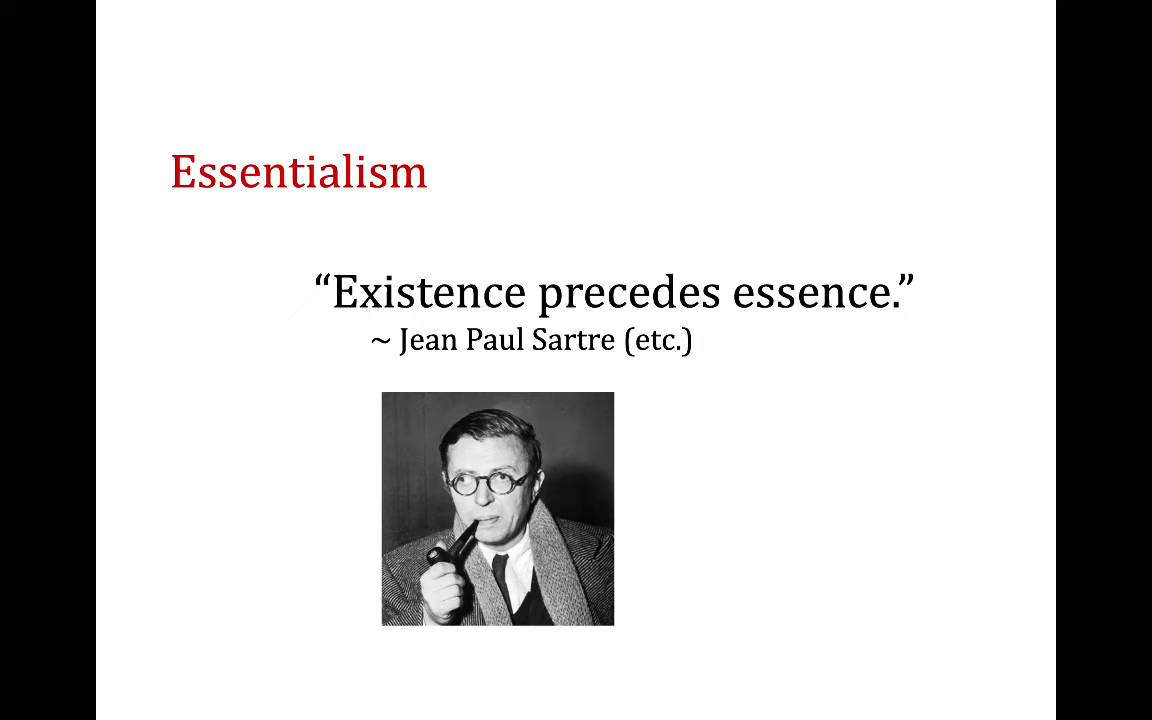 Essentialism
“Existence precedes essence.”
~ Jean Paul Sartre (etc.)